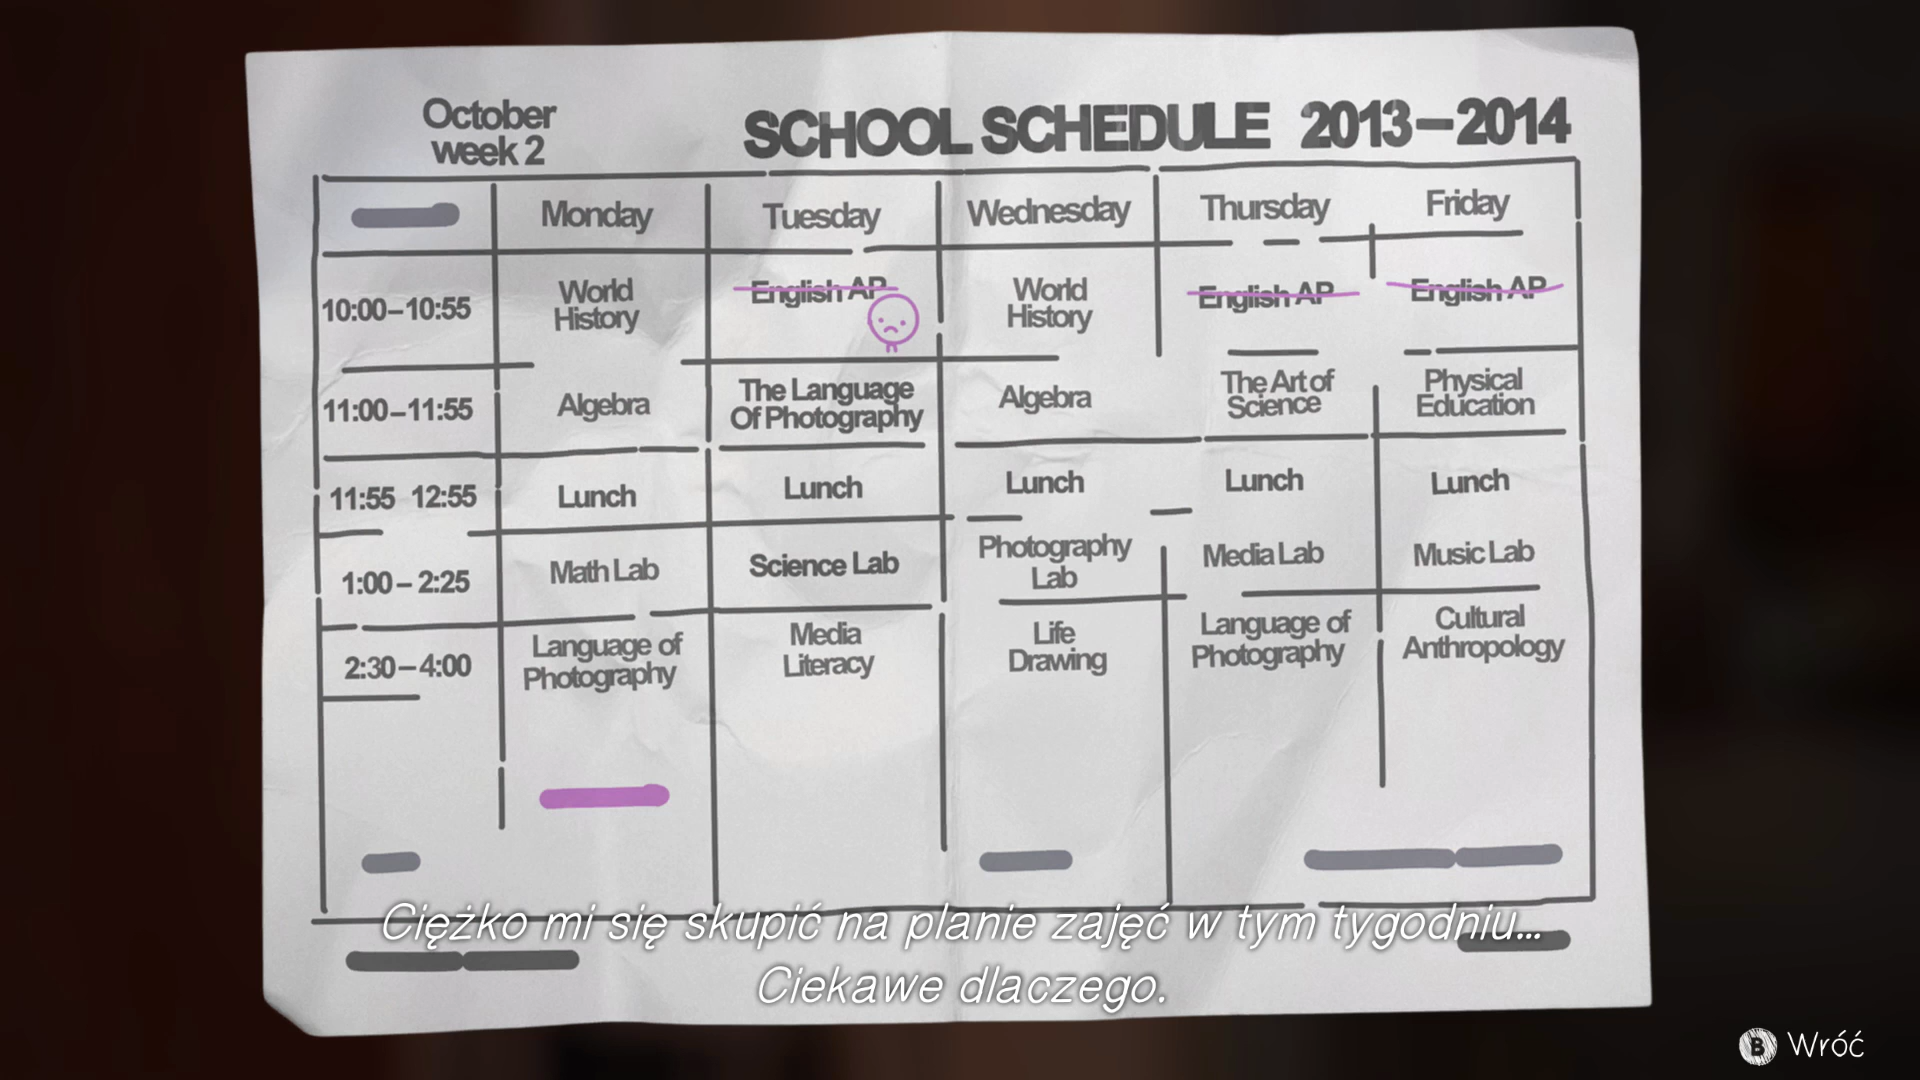 October
week 2
SCHOOL SCHEDULE 2013-2014
Monday Tuesday Wednesday Thursday Friday
10:00-10:55
World
History
English AP
World
History
English AP
English AP
11:00-11:55
Algebra
The Language
Of Photography
Algebra
The Art of
Science
Physical
Education
11:55 12:55
Lunch
Lunch
Lunch
Lunch
Lunch
1:00-2:25
Math Lab
Science Lab
Photography
Lab
Media Lab
Music Lab
2:30-4:00
Language of
Photography
Media
Literacy
Life
Drawing
Language of
Photography
Cultural
Anthropology
Ciężko mi się skupić na planie zajęć w tym tygodniu...
Ciekawe dlaczego.
B Wróć